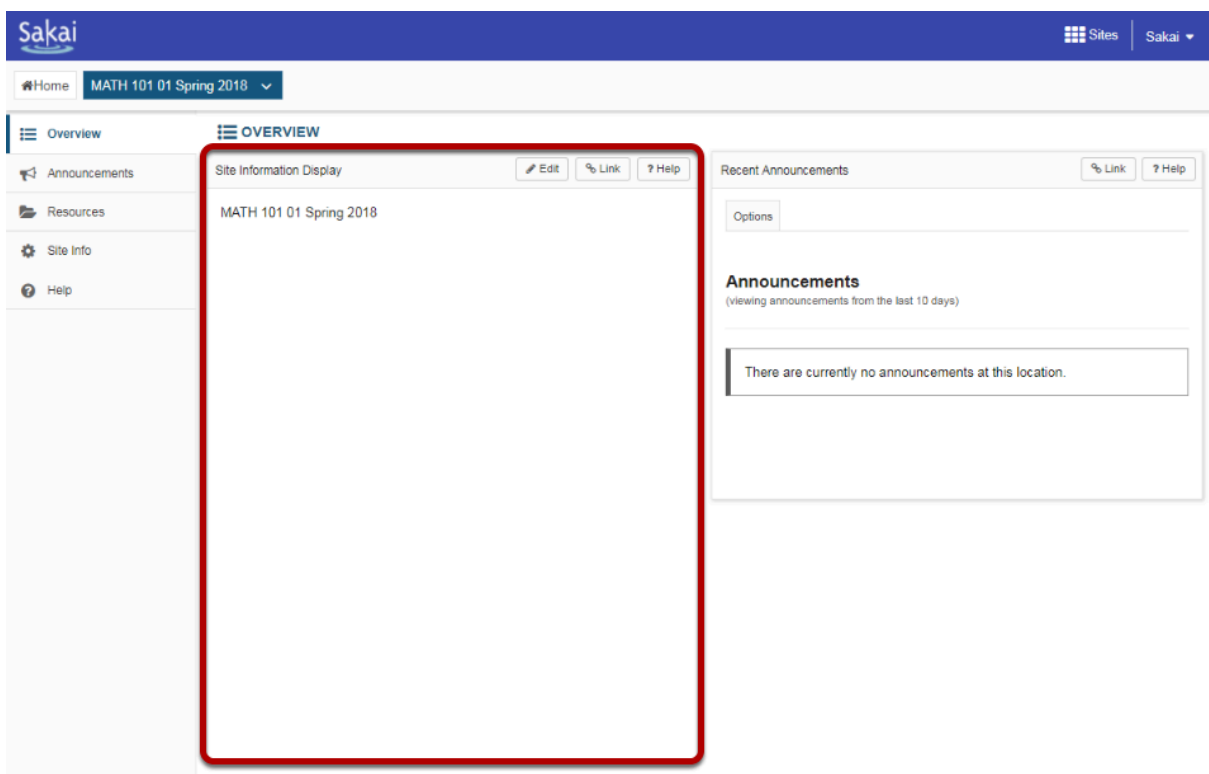 Sakai
Sites
Sakai
Home
MATH 101 01 Spring 2018
Overview
Announcements
Resources
Site Info
Help
OVERVIEW
Site Information Display
Edit
Link
? Help
MATH 101 01 Spring 2018
Recent Announcements
Link
? Help
Options
Announcements
(viewing announcements from the last 10 days)
There are currently no announcements at this location.